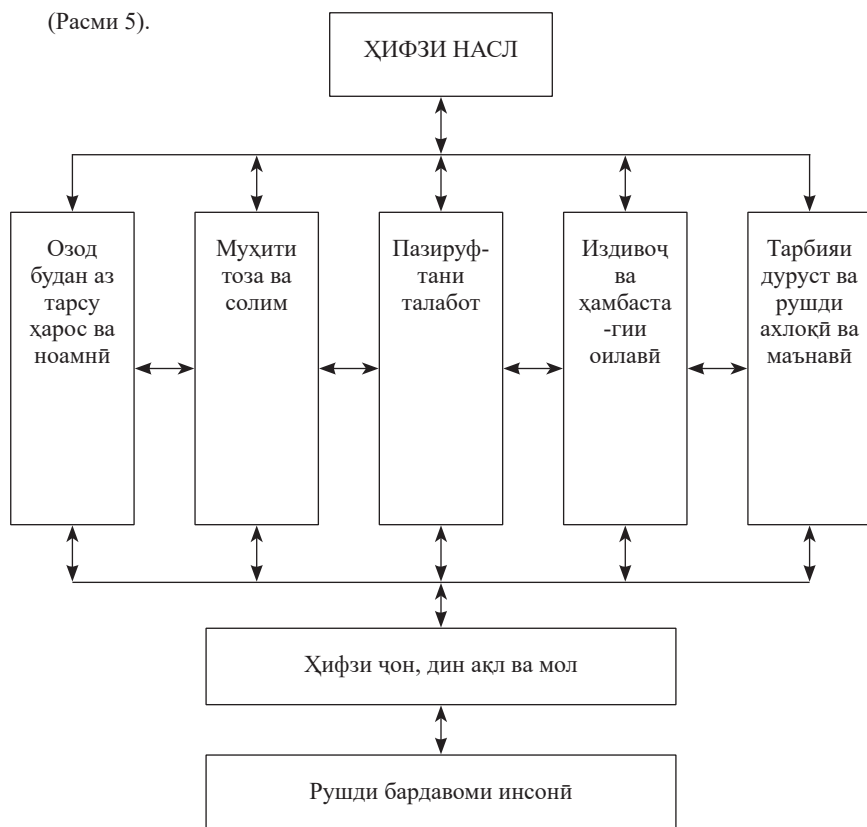 (Расми 5).
ҲИФЗИ НАСЛ
Озод
будан аз
тарсу
ҳарос ва
ноамнӣ
Муҳити
тоза ва
солим
Пазируф-
тани
талабот
Издивоҷ
ва
ҳамбаста
-гии
оилавӣ
Тарбияи
дуруст ва
рушди
ахлоқӣ ва
маънавӣ
Ҳифзи ҷон, дин ақл ва мол
Рушди бардавоми инсонӣ